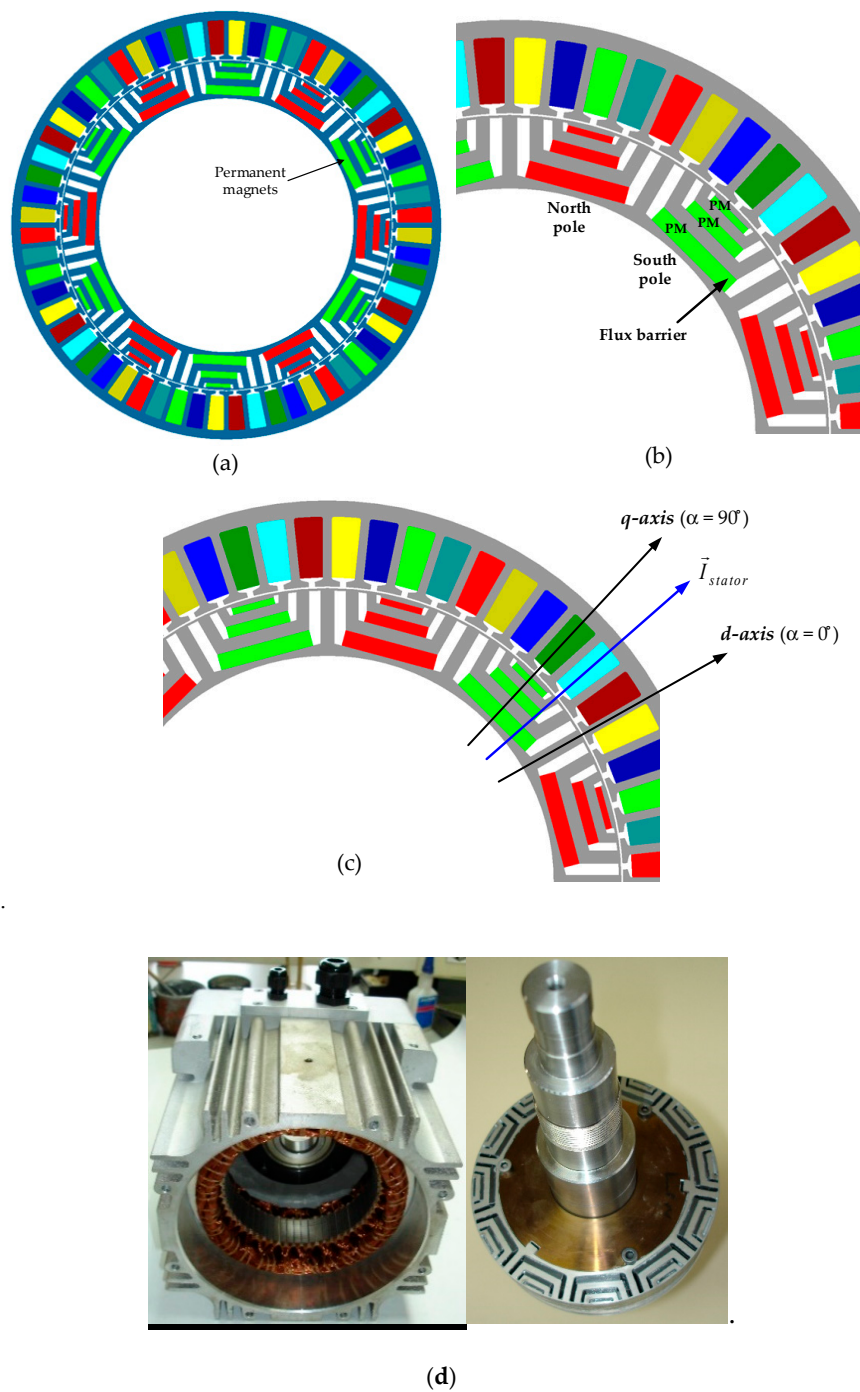 Permanent
magnets
(a)
North
pole
PM
PM
PM
South
pole
Flux barrier
(b)
q-axis (α = 90°)
I⃗ stator
d-axis (α = 0°)
(c)
.
.
(d)